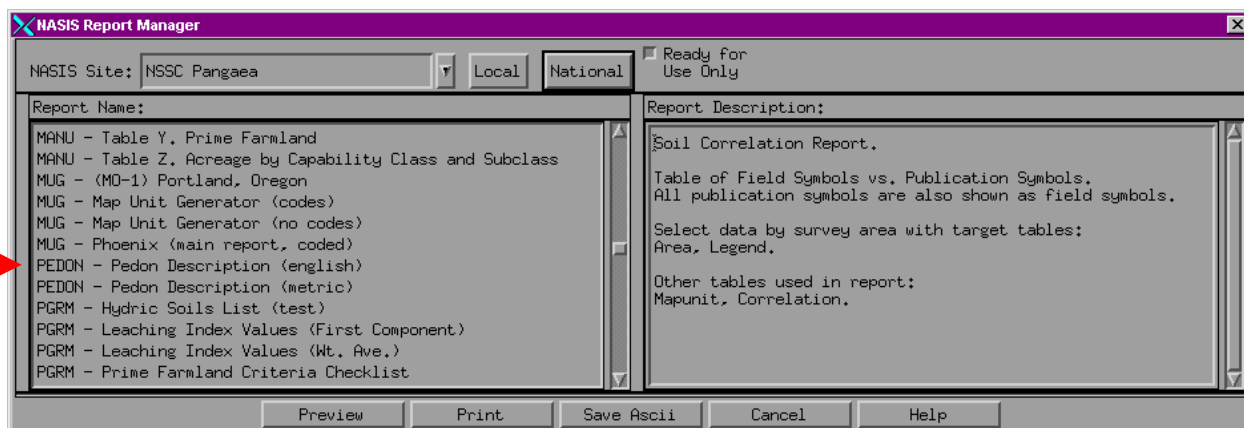 NASIS Report Manager
NASIS Site: NSSC Pangaea Local National Ready for
Use Only
Report Name:
MANU - Table Y. Prime Farmland
MANU - Table Z. Acreage by Capability Class and Subclass
MUG - (MO-1) Portland, Oregon
MUG - Map Unit Generator (codes)
MUG - Map Unit Generator (no codes)
MUG - Phoenix (main report, coded)
PEDON - Pedon Description (english)
PEDON - Pedon Description (metric)
PGRM - Hydric Soils List (test)
PGRM - Leaching Index Values (First Component)
PGRM - Leaching Index Values (Wt. Ave.)
PGRM - Prime Farmland Criteria Checklist
Report Description:
Soil Correlation Report.
Table of Field Symbols vs. Publication Symbols.
All publication symbols are also shown as field symbols.
Select data by survey area with target tables:
Area, Legend.
Other tables used in report:
Mapunit, Correlation.
Preview Print Save Ascii Cancel Help